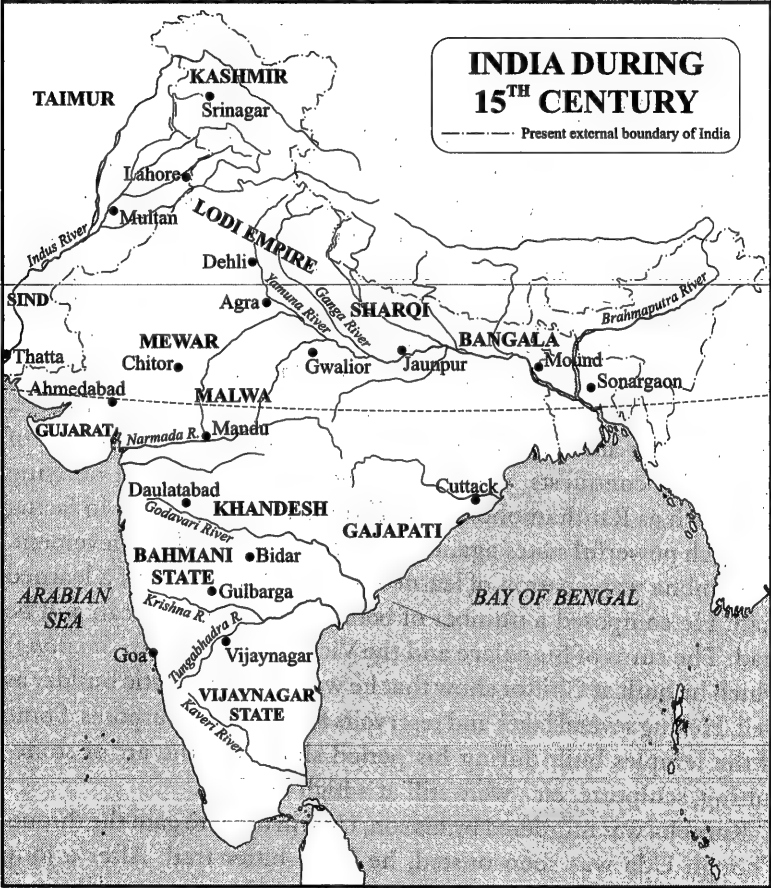 INDIA DURING
15TH CENTURY
Present external boundary of India
TAIMUR
KASHMIR
Srinagar
Lahore
Multan
LODI EMPIRE
Indus River
Dehli
Yamuna River
Ganga River
SIND
Agra
SHARQI
Brahmaputra River
MEWAR
BANGALA
Thatta
Chitor
Gwalior
Jaunpur
Mound
Sonargaon
Ahmedabad
MALWA
GUJARAT
Narmada R.
Mandu
Daulatabad
KHANDESH
Cuttack
Godavari River
GAJAPATI
BAHMANI
STATE
Bidar
Gulbarga
ARABIAN
SEA
BAY OF BENGAL
Krishna R.
Tungabhadra R.
Goa
Vijaynagar
VIJAYNAGAR
STATE
Kaveri River